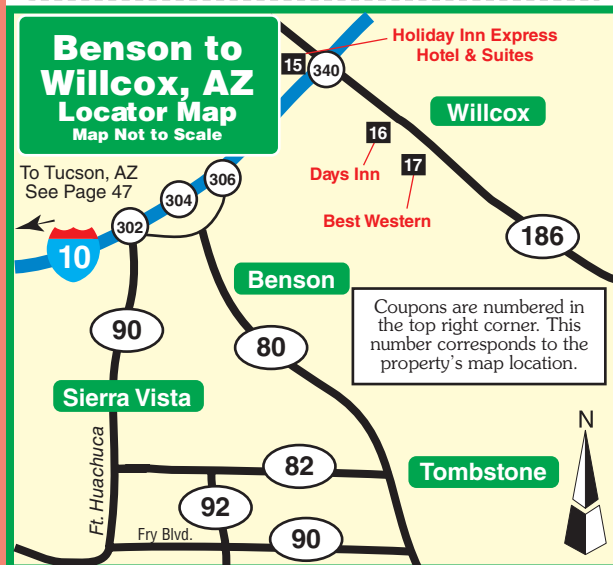 Benson to
Willcox, AZ
Locator Map
Map Not to Scale
Holiday Inn Express
Hotel & Suites
15
340
Willcox
16
Days Inn
17
Best Western
To Tucson, AZ
See Page 47
306
304
302
10
186
Benson
Coupons are numbered in
the top right corner. This
number corresponds to the
property's map location.
90
80
Sierra Vista
Ft. Huachuca
82
Tombstone
N
92
Fry Blvd.
90